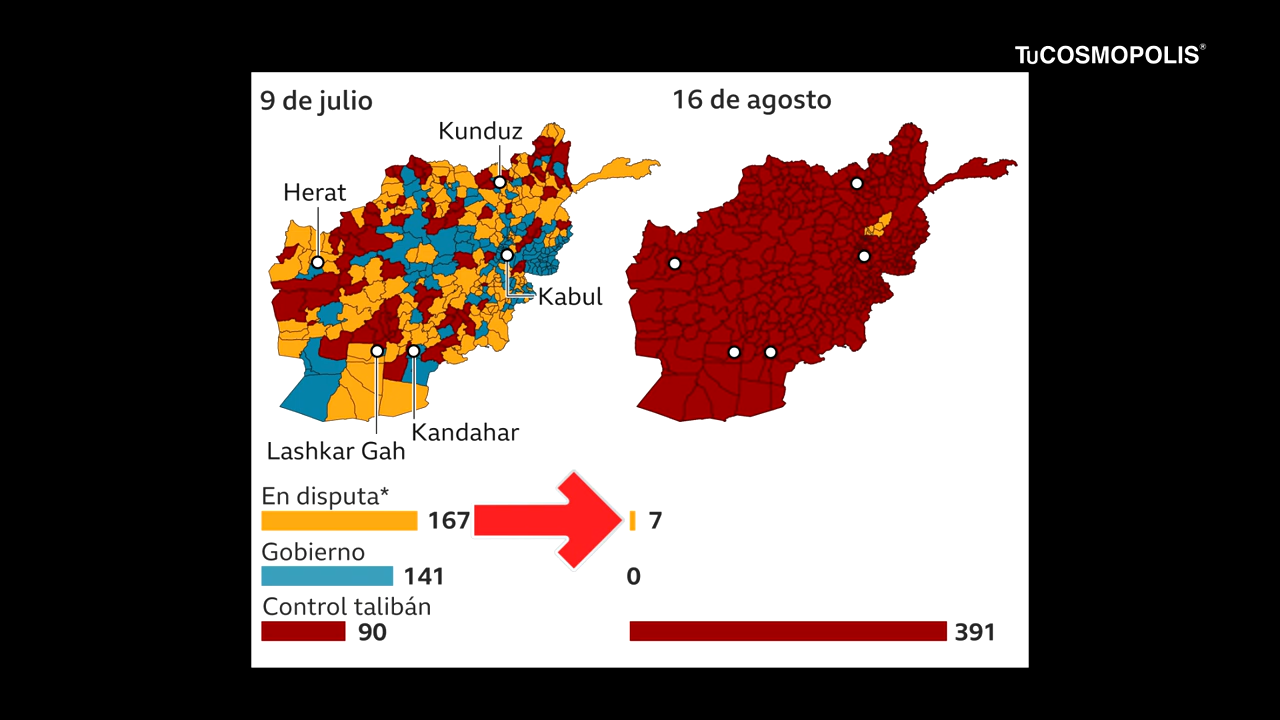 TuCOSMOPOLIS®
9 de julio
16 de agosto
Kunduz
Herat
Kabul
Kandahar
Lashkar Gah
En disputa*
167
7
Gobierno
141
0
Control talibán
90
391